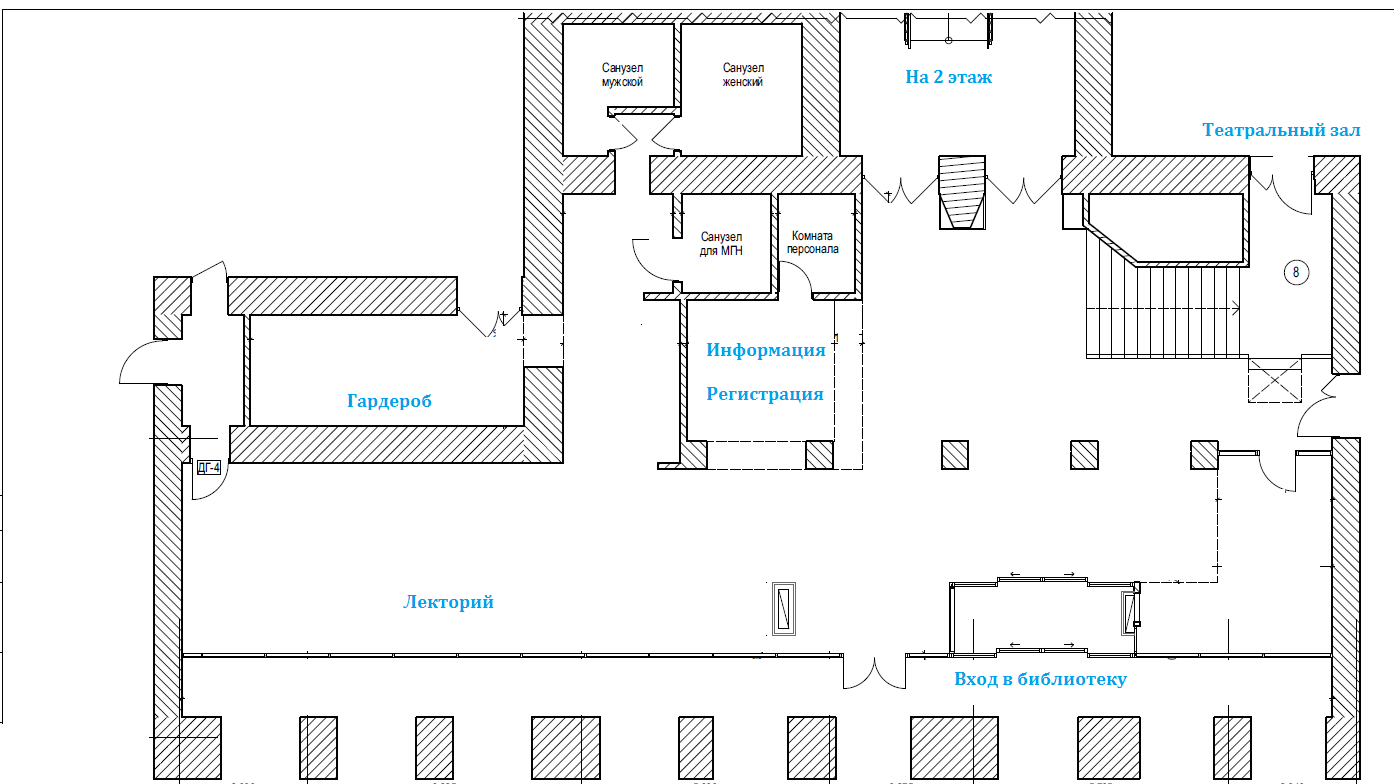 Санузел
мужской
Санузел
женский
На 2 этаж
Театральный зал
Санузел
для МГН
Комната
персонала
8
Информация
Регистрация
Гардероб
ДГ-4
Лекторий
Вход в библиотеку